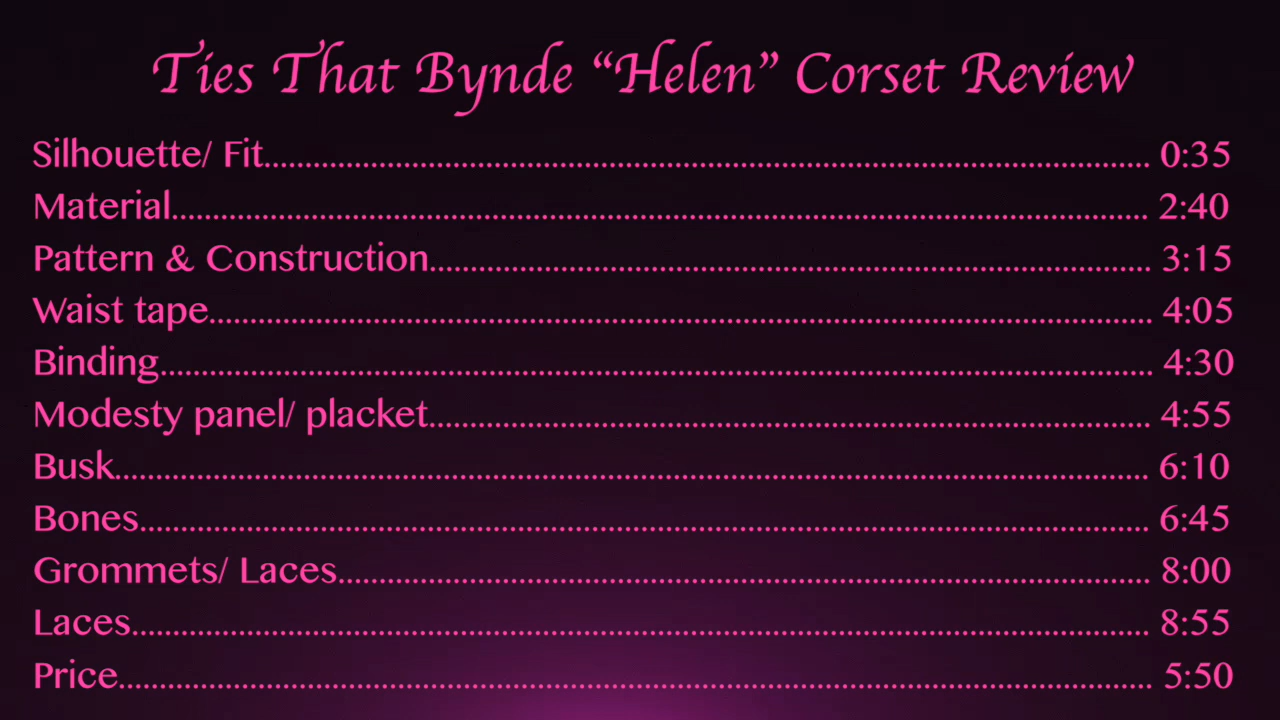 Ties That Bynde “Helen” Corset Review
Silhouette/ Fit................................................................................................................ 0:35
Material............................................................................................................................ 2:40
Pattern & Construction............................................................................................ 3:15
Waist tape........................................................................................................................ 4:05
Binding.............................................................................................................................. 4:30
Modesty panel/ placket............................................................................................ 4:55
Busk.................................................................................................................................... 6:10
Bones................................................................................................................................. 6:45
Grommets/ Laces........................................................................................................ 8:00
Laces.................................................................................................................................. 8:55
Price.................................................................................................................................... 5:50